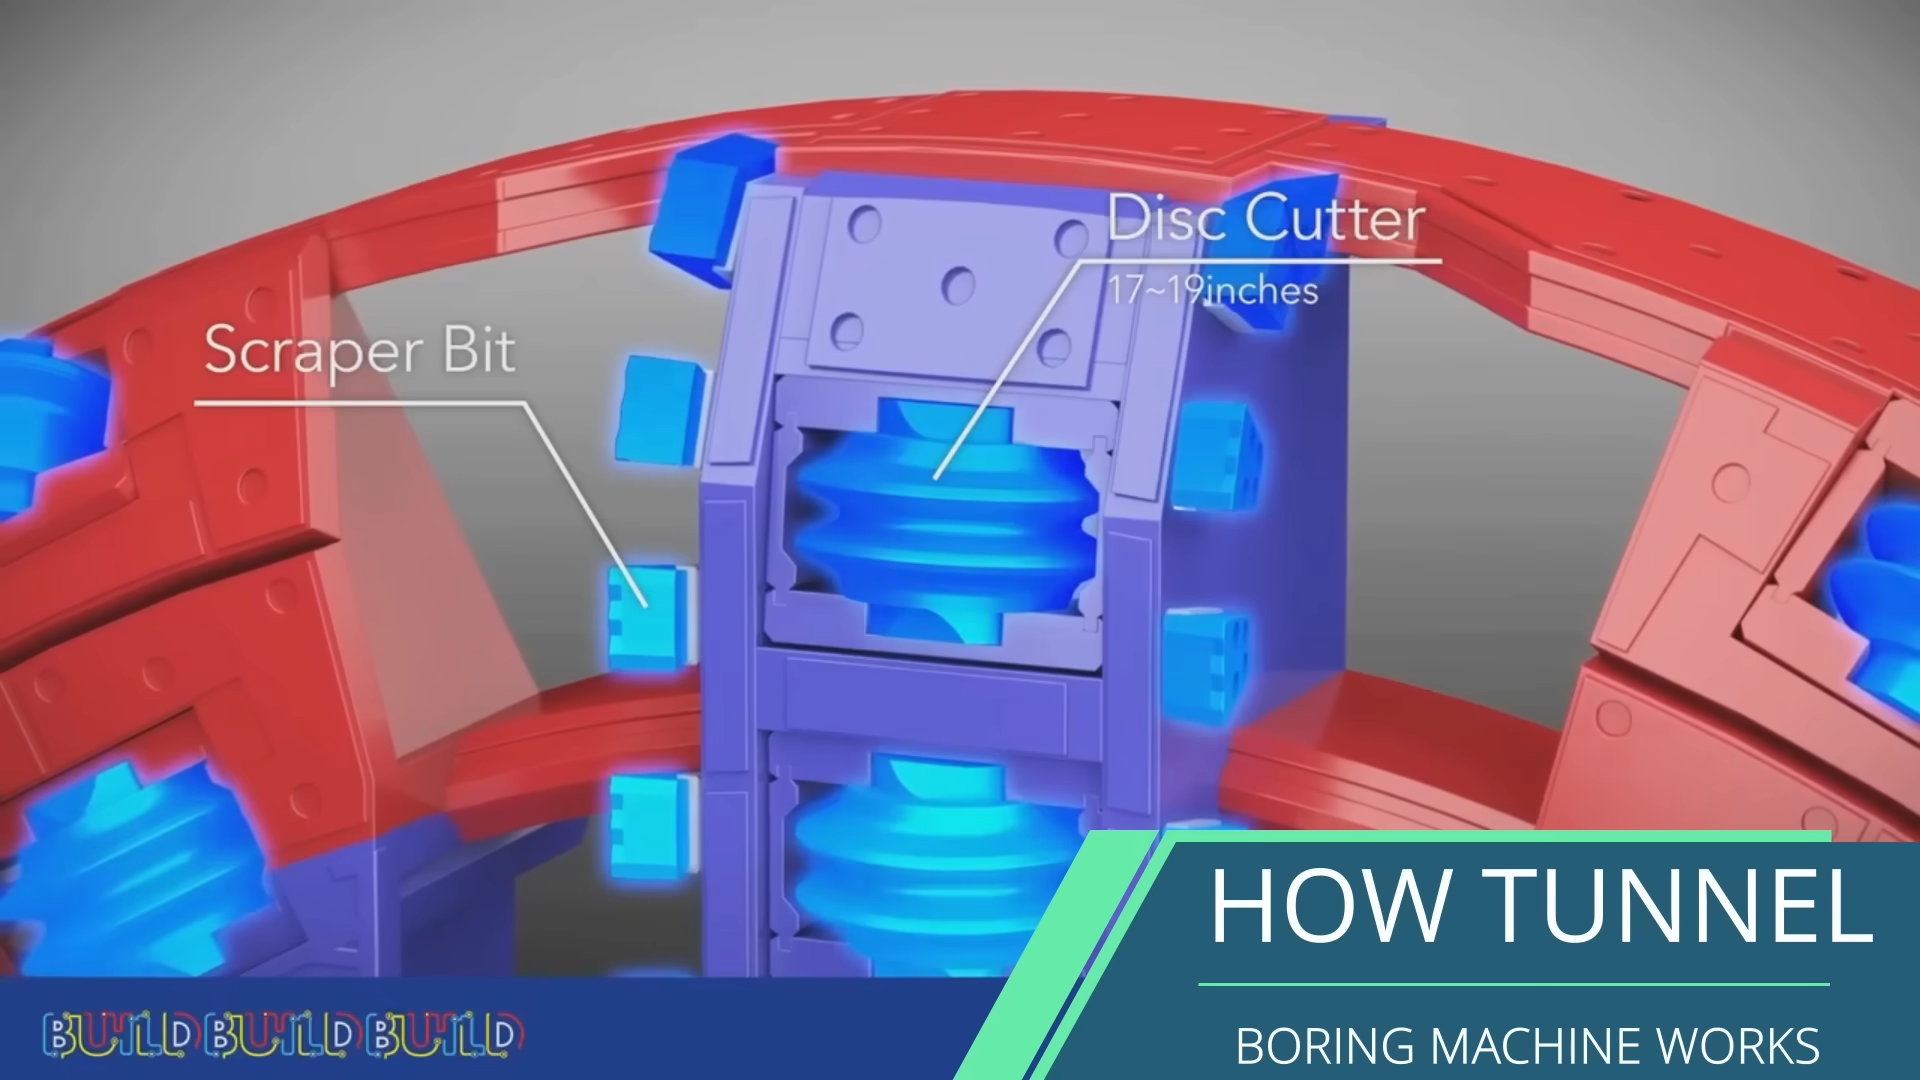 Disc Cutter
17~19inches
Scraper Bit
HOW TUNNEL
BORING MACHINE WORKS
BUILD BUILD BUILD